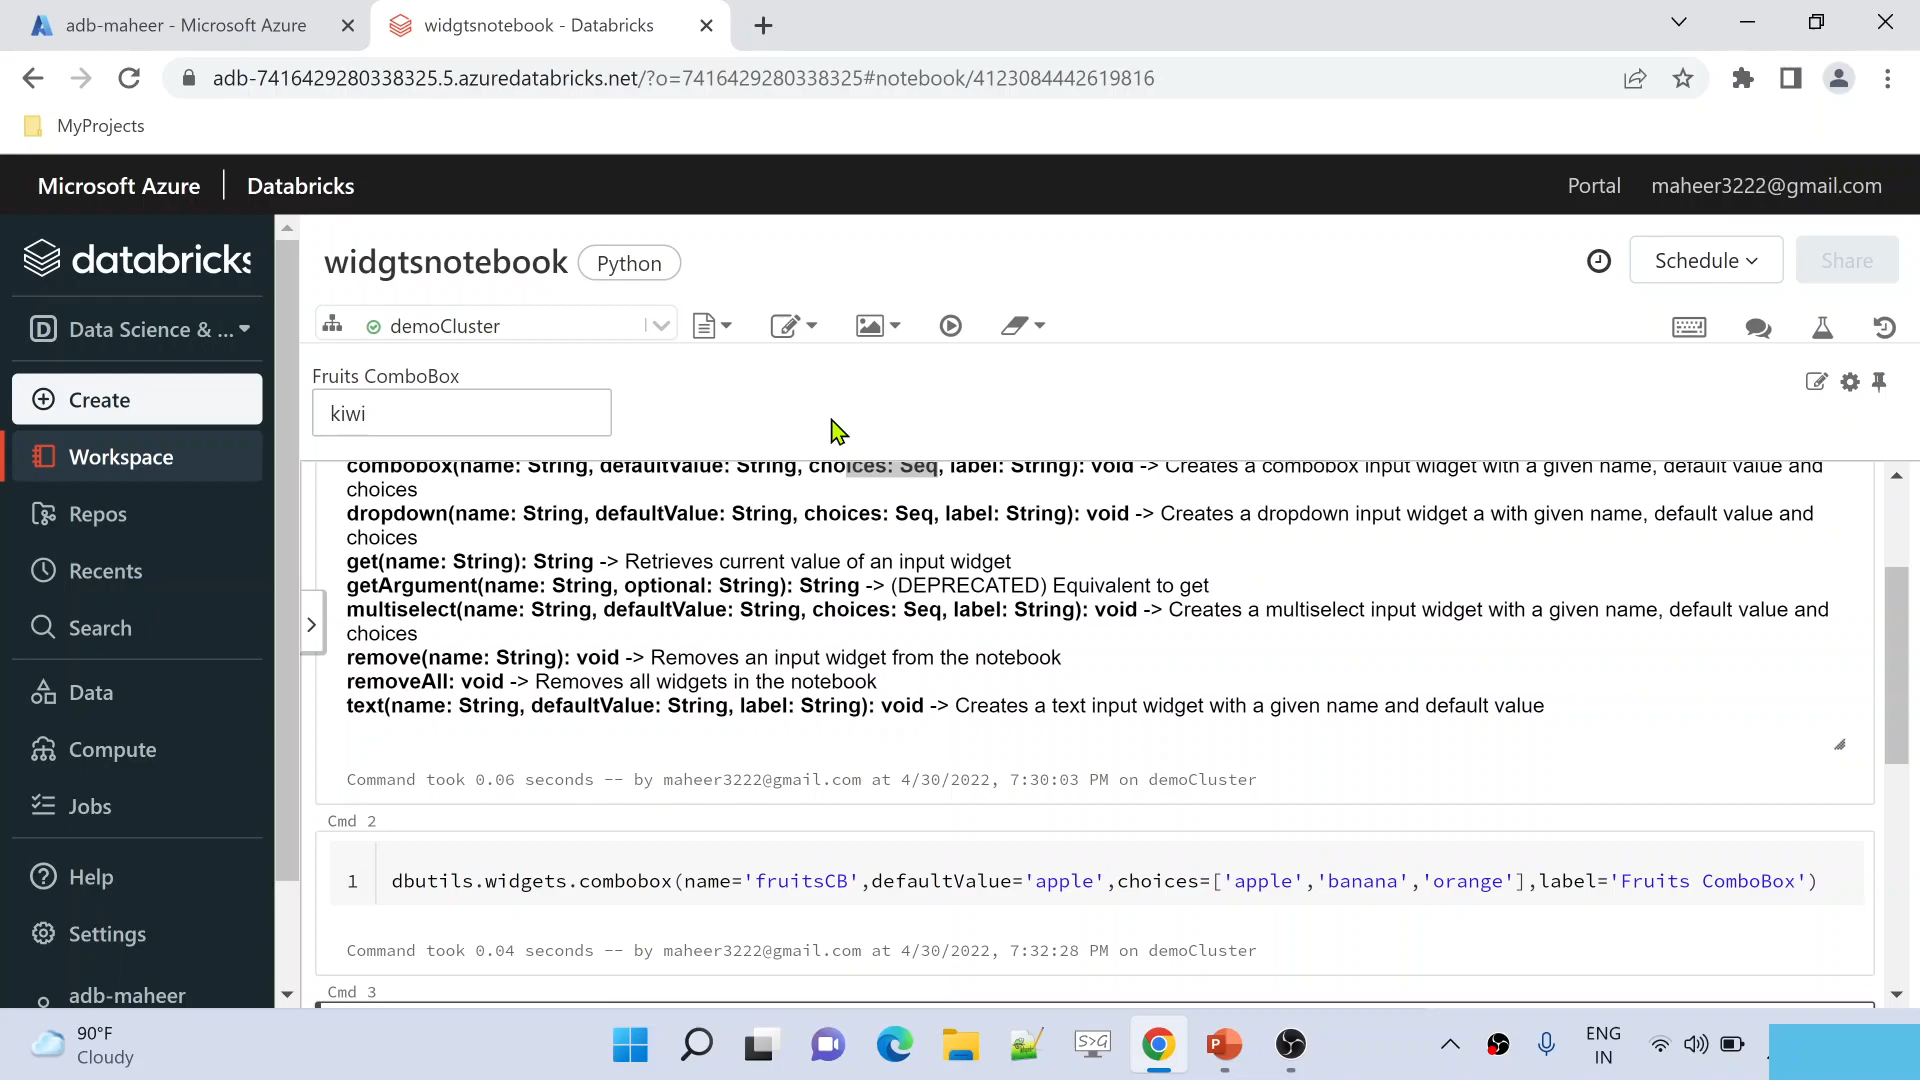 adb-maheer - Microsoft Azure
widgtsnotebook - Databricks
adb-7416429280338325.5.azuredatabricks.net/?o=7416429280338325#notebook/4123084442619816
MyProjects
Microsoft Azure | Databricks
Portal
maheer3222@gmail.com
databricks
widgtsnotebook
Python
Schedule
Share
D
Data Science & ...
demoCluster
Create
Workspace
Repos
Recents
Search
Data
Compute
Jobs
Help
Settings
adb-maheer
Fruits ComboBox
kiwi
combobox(name: String, defaultValue: String, choices: Seq, label: String): void -> Creates a combobox input widget with a given name, default value and
choices
dropdown(name: String, defaultValue: String, choices: Seq, label: String): void -> Creates a dropdown input widget a with given name, default value and
choices
get(name: String): String -> Retrieves current value of an input widget
getArgument(name: String, optional: String): String -> (DEPRECATED) Equivalent to get
multiselect(name: String, defaultValue: String, choices: Seq, label: String): void -> Creates a multiselect input widget with a given name, default value and
choices
remove(name: String): void -> Removes an input widget from the notebook
removeAll: void -> Removes all widgets in the notebook
text(name: String, defaultValue: String, label: String): void -> Creates a text input widget with a given name and default value
Command took 0.06 seconds -- by maheer3222@gmail.com at 4/30/2022, 7:30:03 PM on demoCluster
Cmd 2
1 dbutils.widgets.combobox(name='fruitsCB',defaultValue='apple',choices=['apple','banana','orange'],label='Fruits ComboBox')
Command took 0.04 seconds -- by maheer3222@gmail.com at 4/30/2022, 7:32:28 PM on demoCluster
Cmd 3
90°F
Cloudy
S>G
P
ENG
IN